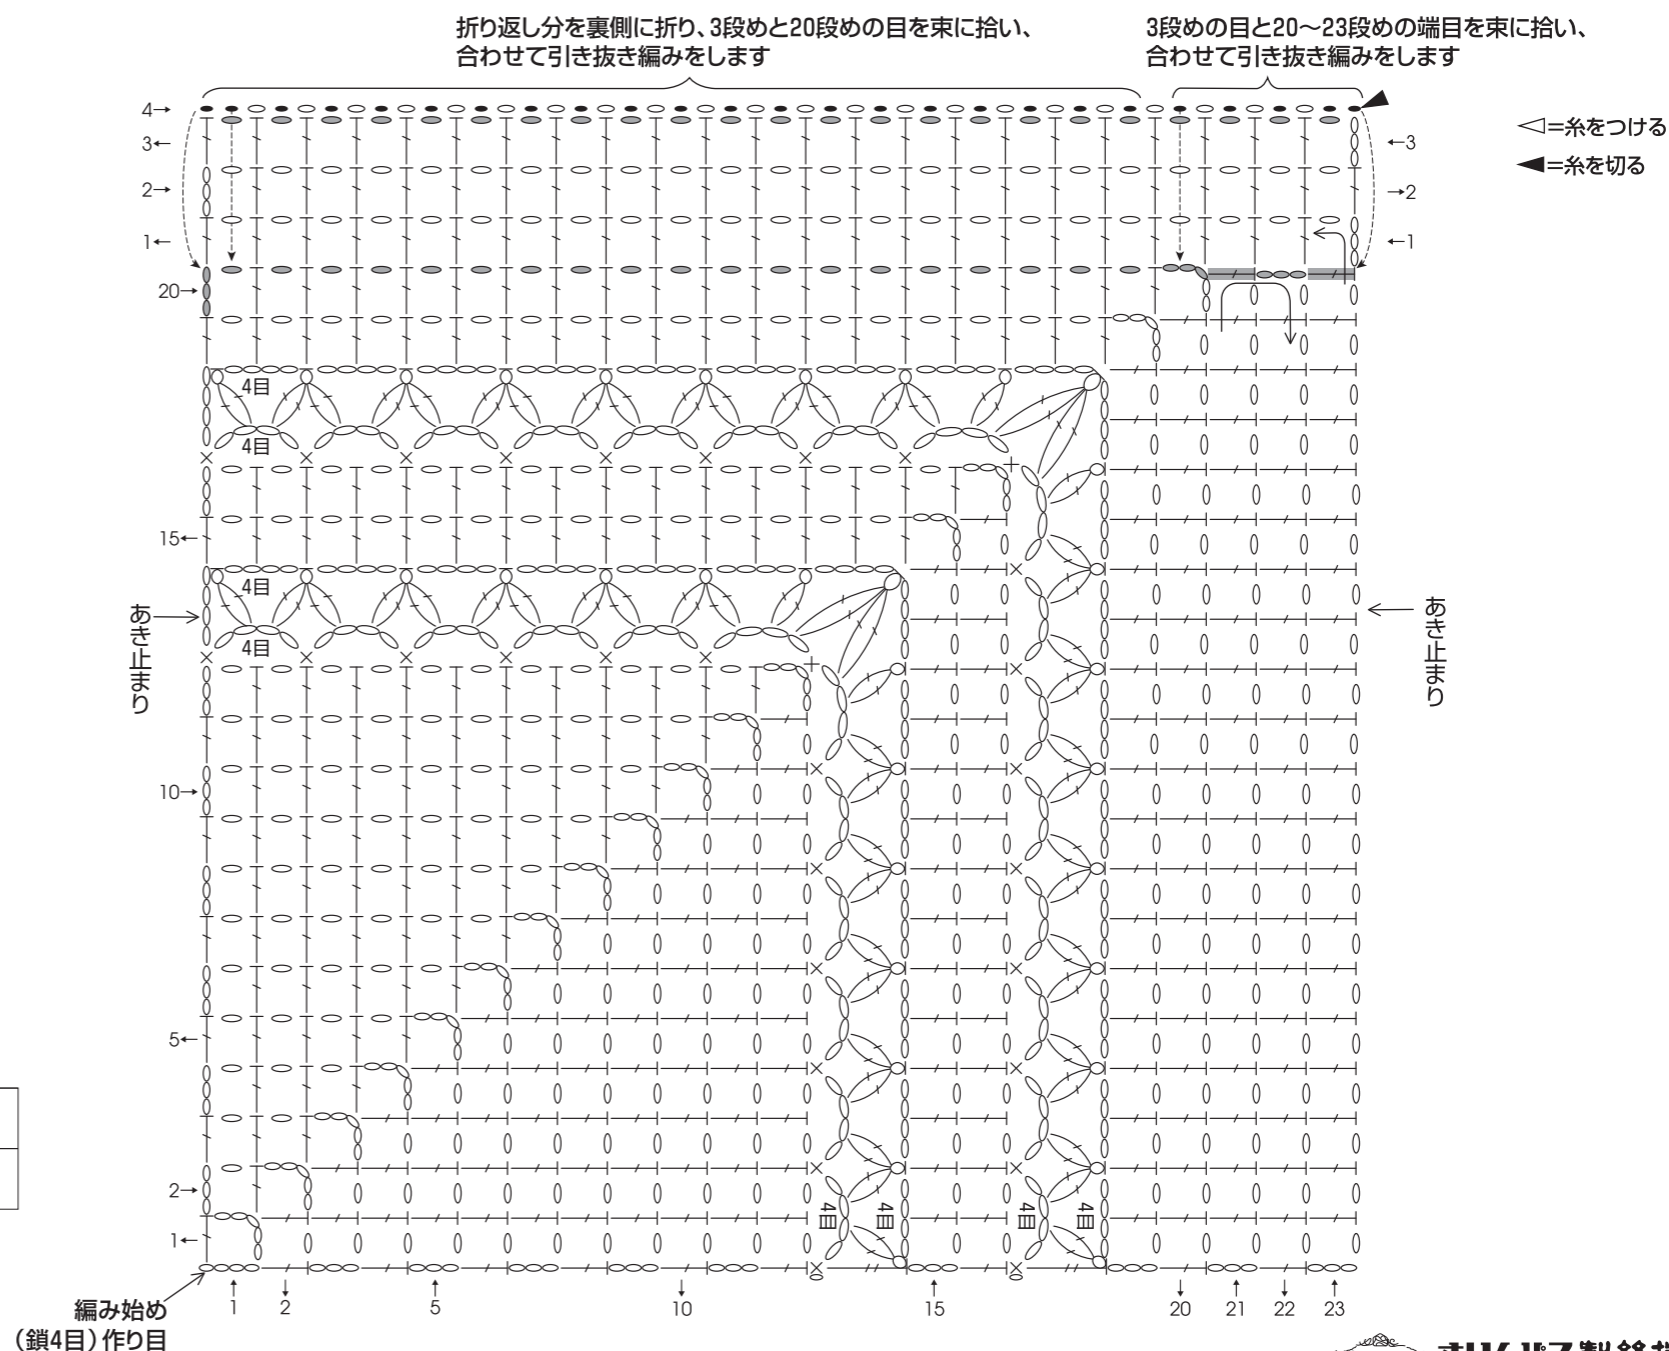 折り返し分を裏側に折り、3段めと20段めの目を束に拾い、
合わせて引き抜き編みをします
3段めの目と20〜23段めの端目を束に拾い、
合わせて引き抜き編みをします
4→
3←
2→
1←
20→
15←
10→
5←
2→
1←
←3
→2
←1
◁=糸をつける
◀=糸を切る
4目
4目
4目
4目
あき止まり
あき止まり
4目
4目
4目
4目
1
2
5
10
15
20
21
22
23
編み始め
（鎖4目）作り目